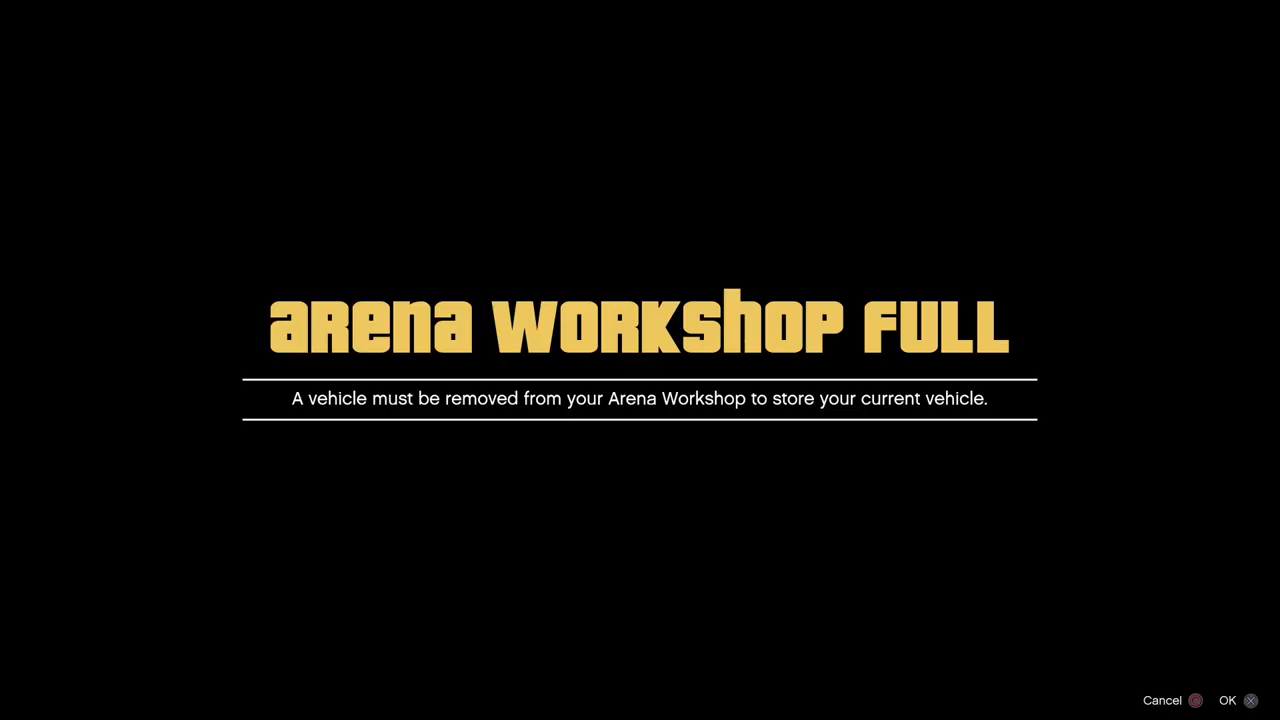 arena WORKshop FULL
A vehicle must be removed from your Arena Workshop to store your current vehicle.
Cancel OK